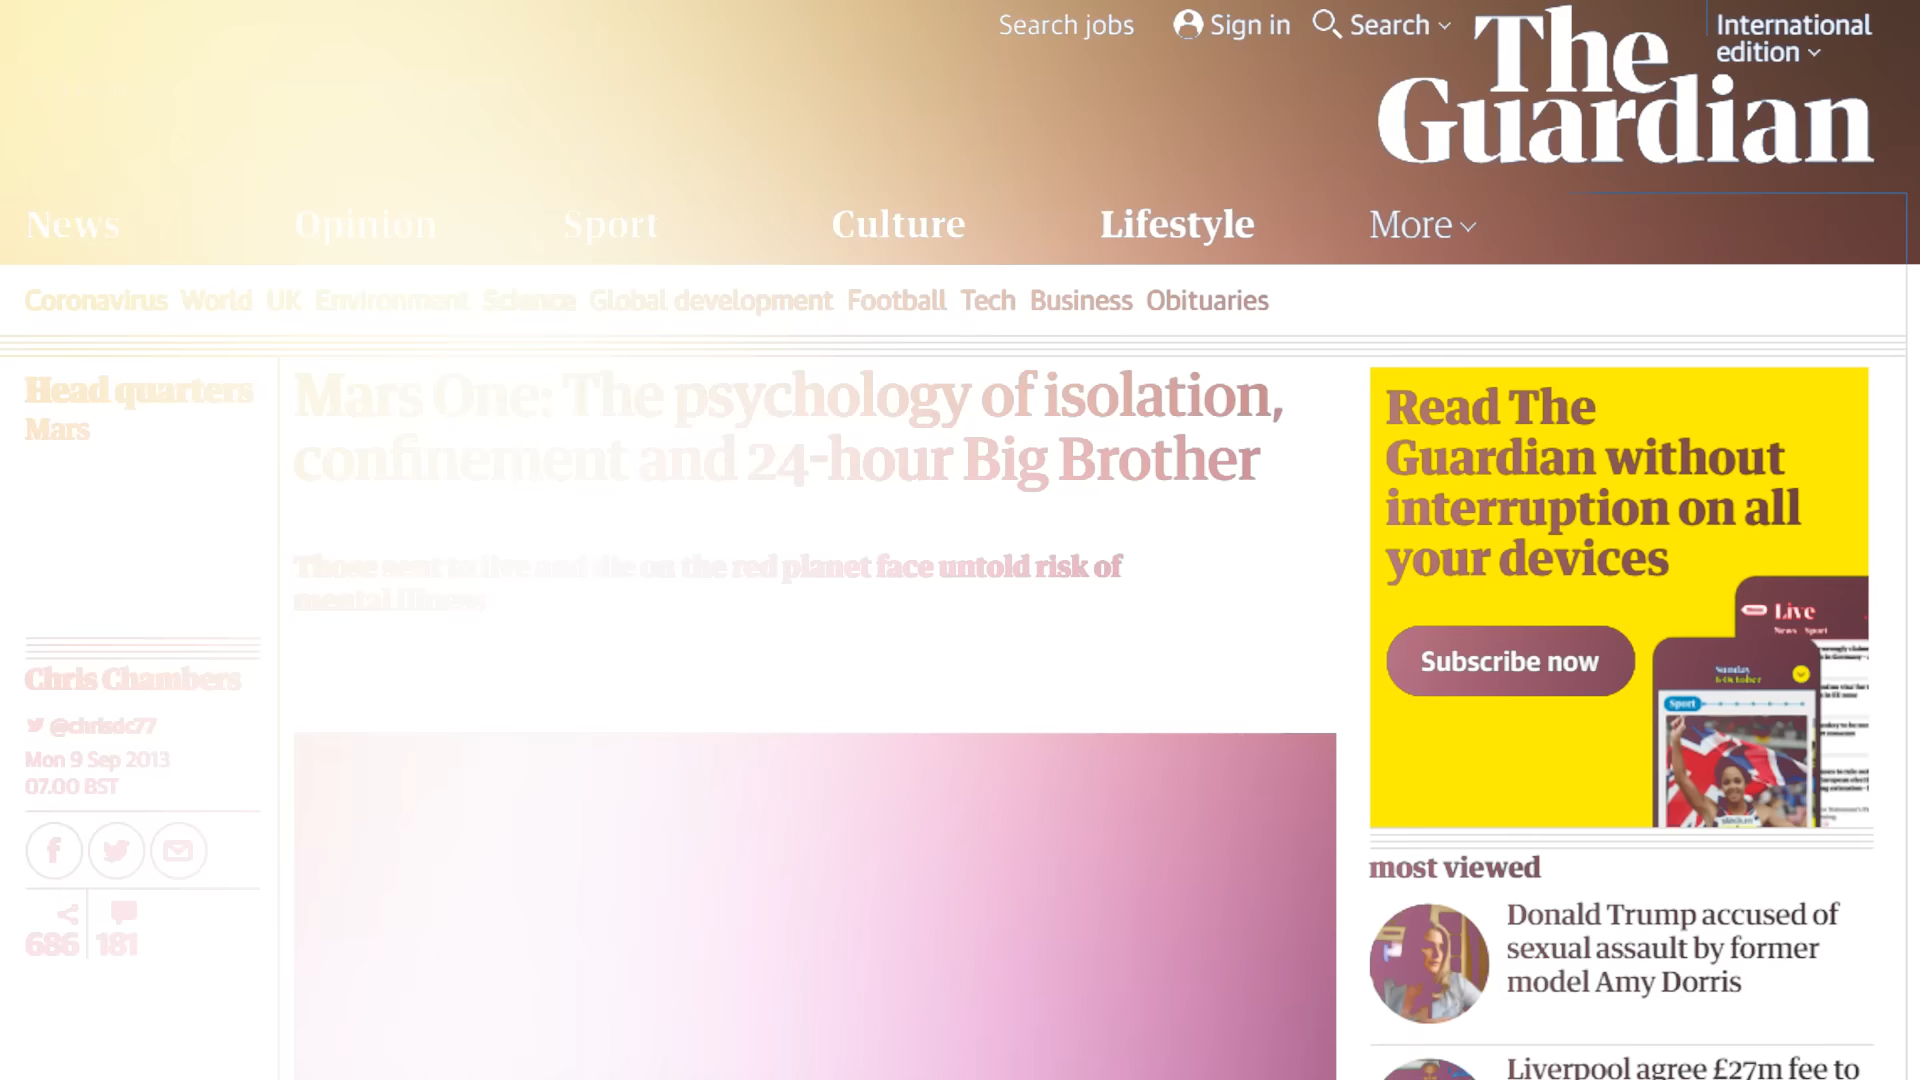 Search jobs
Sign in
Search
International
edition
The
Guardian
News
Opinion
Sport
Culture
Lifestyle
More
Coronavirus World UK Environment Science Global development Football Tech Business Obituaries
Head quarters
Mars
Mars One: The psychology of isolation,
confinement and 24-hour Big Brother
Those sent to live and die on the red planet face untold risk of
mental illness
Chris Chambers
@chrisdc77
Mon 9 Sep 2013
07.00 BST
686
181
Read The
Guardian without
interruption on all
your devices
Subscribe now
Live
News Sport
Sunday
6 October
Sport
most viewed
Donald Trump accused of
sexual assault by former
model Amy Dorris
Liverpool agree £27m fee to